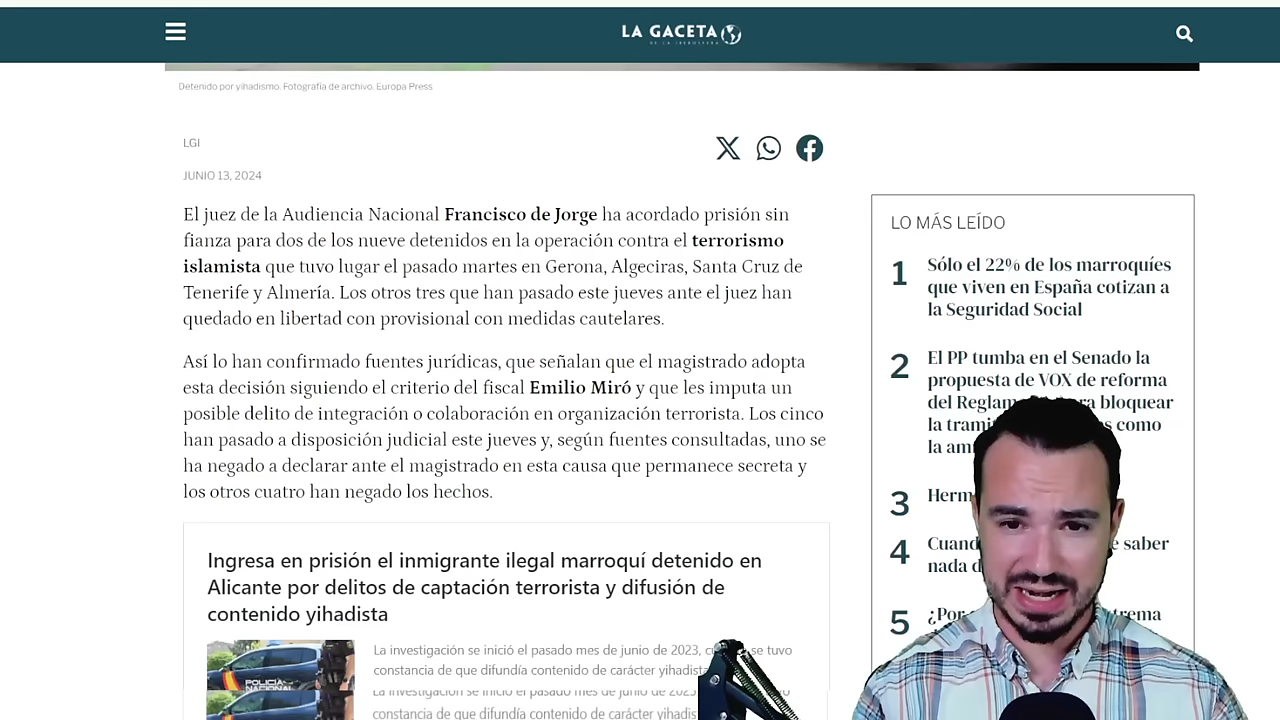 LA GACETA
DE LA IBEROSFERA
Detenido por yihadismo. Fotografía de archivo. Europa Press
LGI
JUNIO 13, 2024
El juez de la Audiencia Nacional Francisco de Jorge ha acordado prisión sin
fianza para dos de los nueve detenidos en la operación contra el terrorismo
islamista que tuvo lugar el pasado martes en Gerona, Algeciras, Santa Cruz de
Tenerife y Almería. Los otros tres que han pasado este jueves ante el juez han
quedado en libertad con provisional con medidas cautelares.
Así lo han confirmado fuentes jurídicas, que señalan que el magistrado adopta
esta decisión siguiendo el criterio del fiscal Emilio Miró y que les imputa un
posible delito de integración o colaboración en organización terrorista. Los cinco
han pasado a disposición judicial este jueves y, según fuentes consultadas, uno se
ha negado a declarar ante el magistrado en esta causa que permanece secreta y
los otros cuatro han negado los hechos.
Ingresa en prisión el inmigrante ilegal marroquí detenido en
Alicante por delitos de captación terrorista y difusión de
contenido yihadista
La investigación se inició el pasado mes de junio de 2023, se tuvo
constancia de que difundía contenido de carácter yihadista
POLICÍA
NACIONAL
La investigación se inició el pasado mes de junio de 2023
constancia de que difundía contenido de carácter yihadis
LO MÁS LEÍDO
1 Sólo el 22% de los marroquíes
que viven en España cotizan a
la Seguridad Social
2 El PP tumba en el Senado la
propuesta de VOX de reforma
del bloquear
la como
la
3
4 saber
nada
5